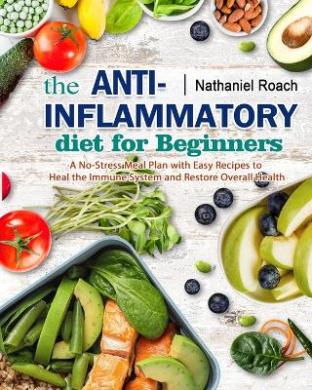 the ANTI-
Nathaniel Roach
INFLAMMATORY
diet for Beginners
A No-Stress Meal Plan with Easy Recipes to
Heal the Immune System and Restore Overall Health